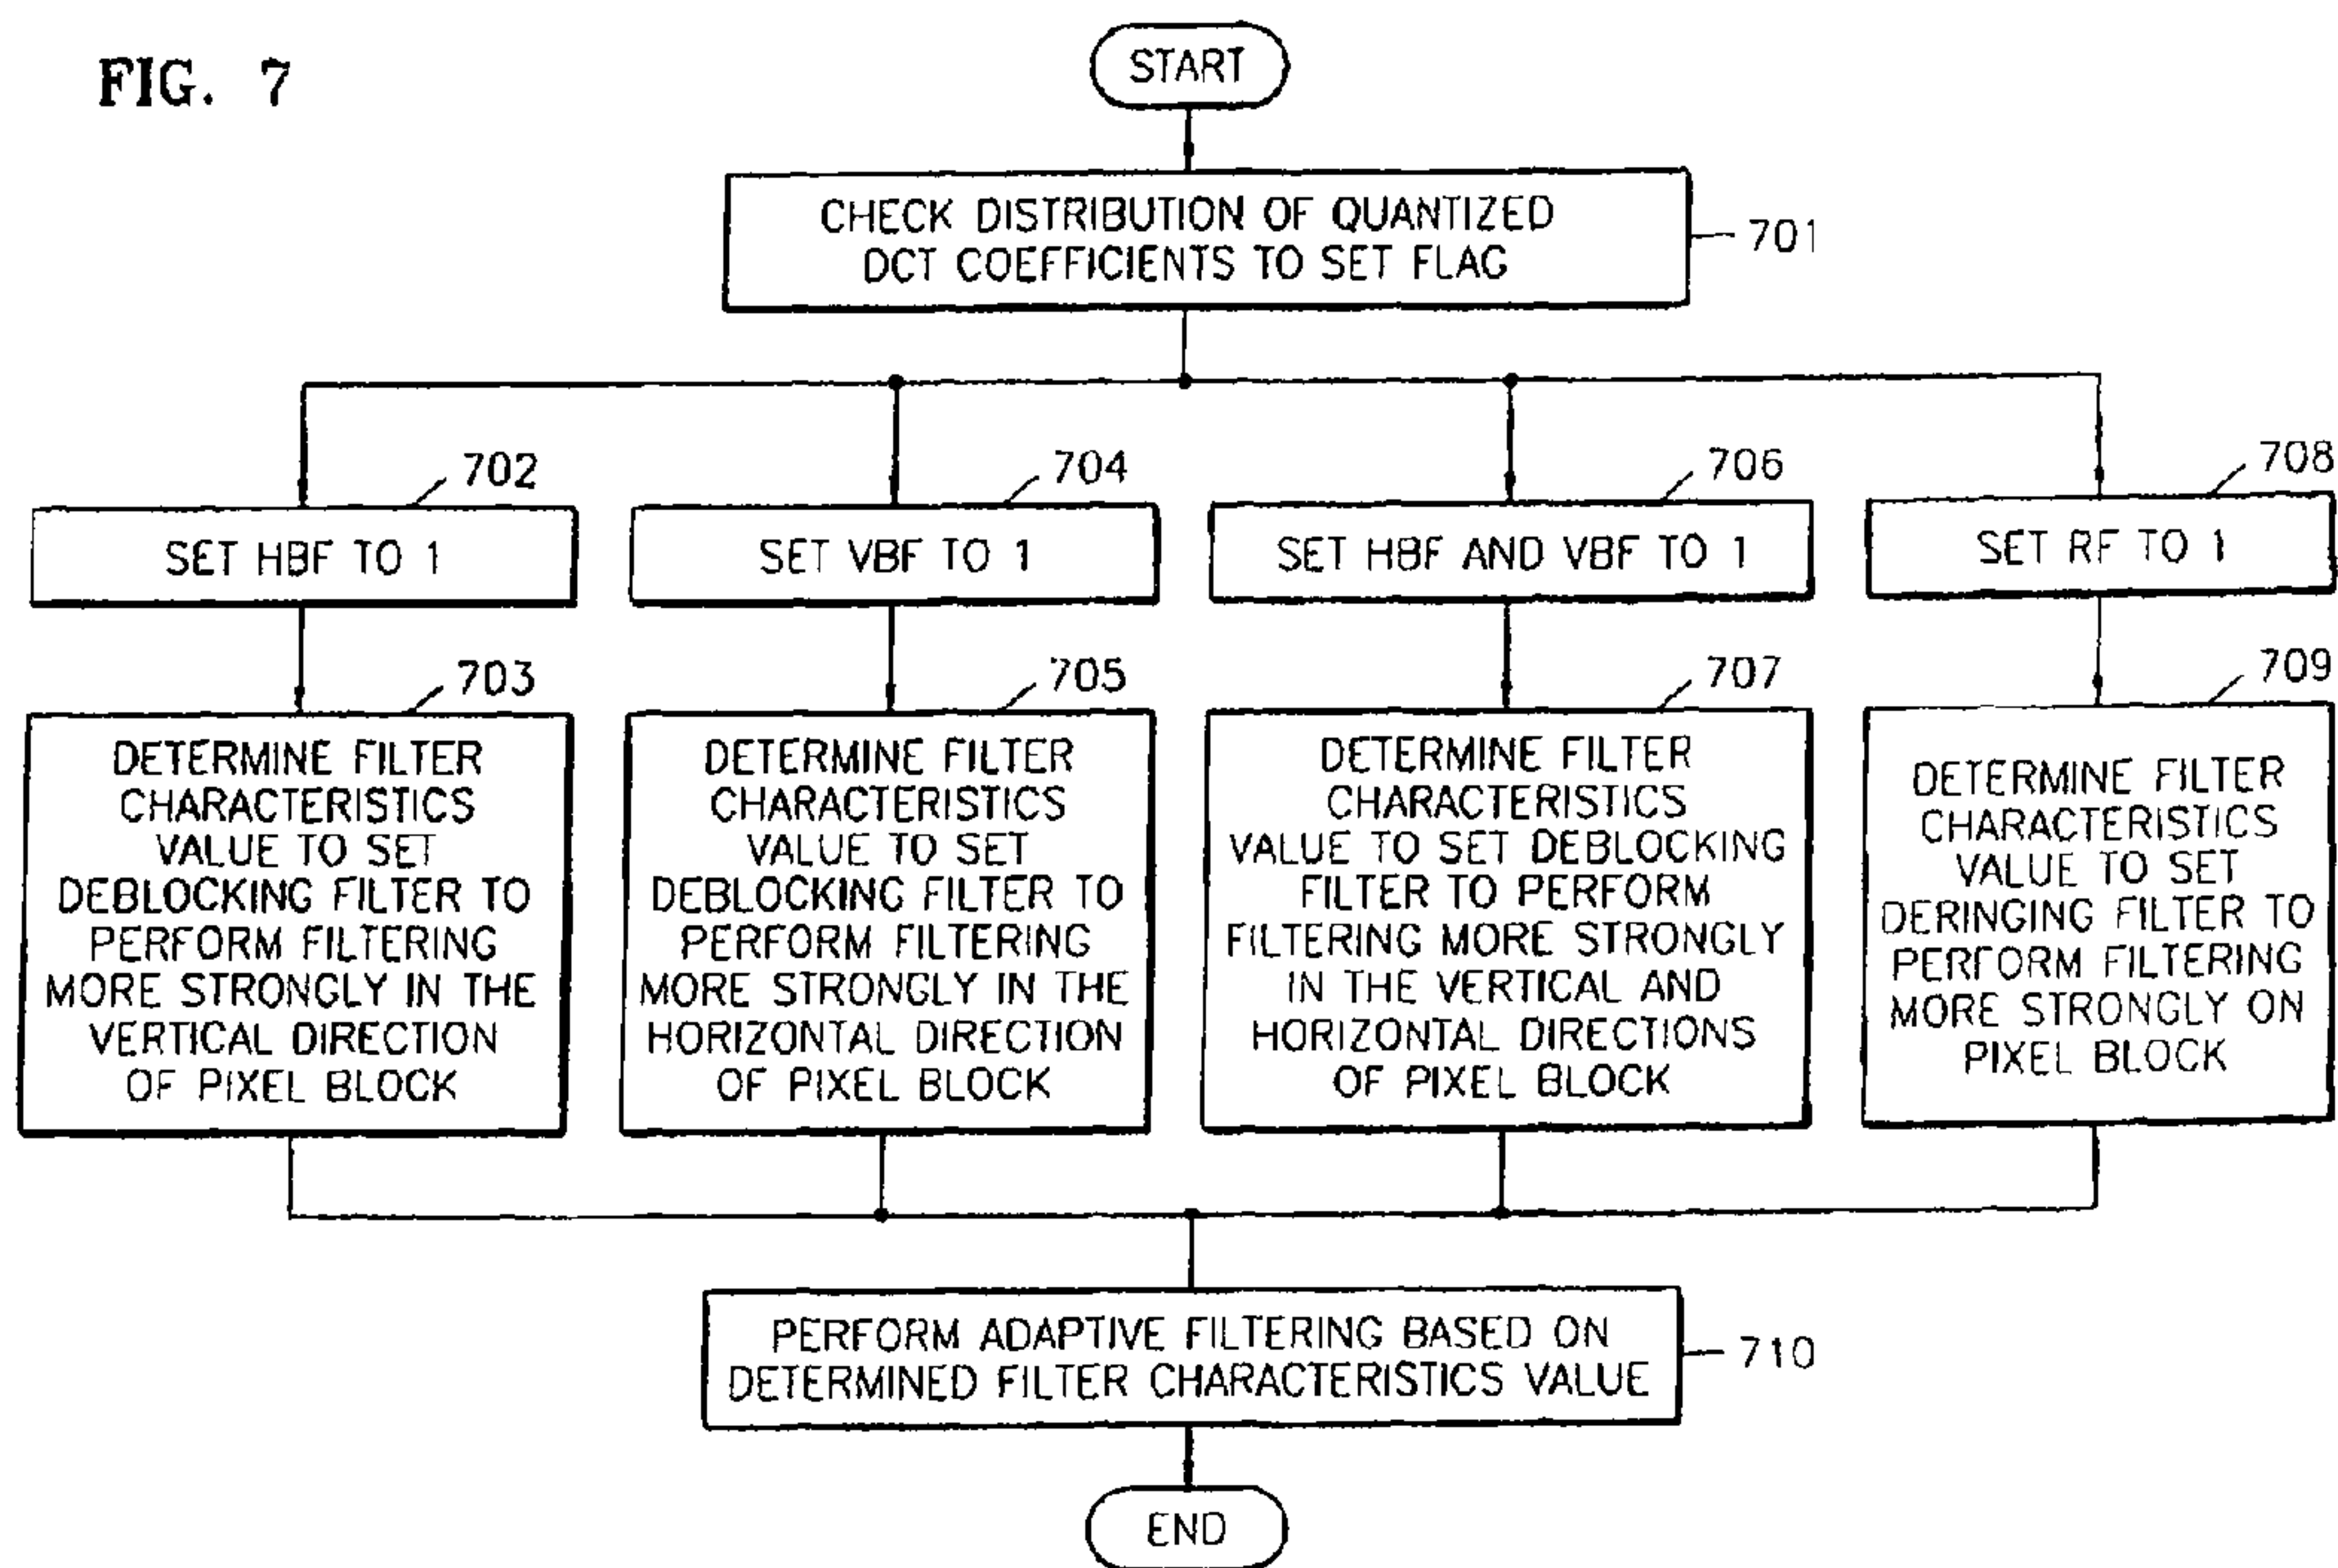 FIG. 7
START
CHECK DISTRIBUTION OF QUANTIZED
DCT COEFFICIENTS TO SET FLAG
701
702
SET HBF TO 1
704
SET VBF TO 1
706
SET HBF AND VBF TO 1
708
SET RF TO 1
703
DETERMINE FILTER
CHARACTERISTICS
VALUE TO SET
DEBLOCKING FILTER TO
PERFORM FILTERING
MORE STRONGLY IN THE
VERTICAL DIRECTION
OF PIXEL BLOCK
705
DETERMINE FILTER
CHARACTERISTICS
VALUE TO SET
DEBLOCKING FILTER TO
PERFORM FILTERING
MORE STRONGLY IN THE
HORIZONTAL DIRECTION
OF PIXEL BLOCK
707
DETERMINE FILTER
CHARACTERISTICS
VALUE TO SET DEBLOCKING
FILTER TO PERFORM
FILTERING MORE STRONGLY
IN THE VERTICAL AND
HORIZONTAL DIRECTIONS
OF PIXEL BLOCK
709
DETERMINE FILTER
CHARACTERISTICS
VALUE TO SET
DERINGING FILTER TO
PERFORM FILTERING
MORE STRONGLY ON
PIXEL BLOCK
PERFORM ADAPTIVE FILTERING BASED ON
DETERMINED FILTER CHARACTERISTICS VALUE
710
END